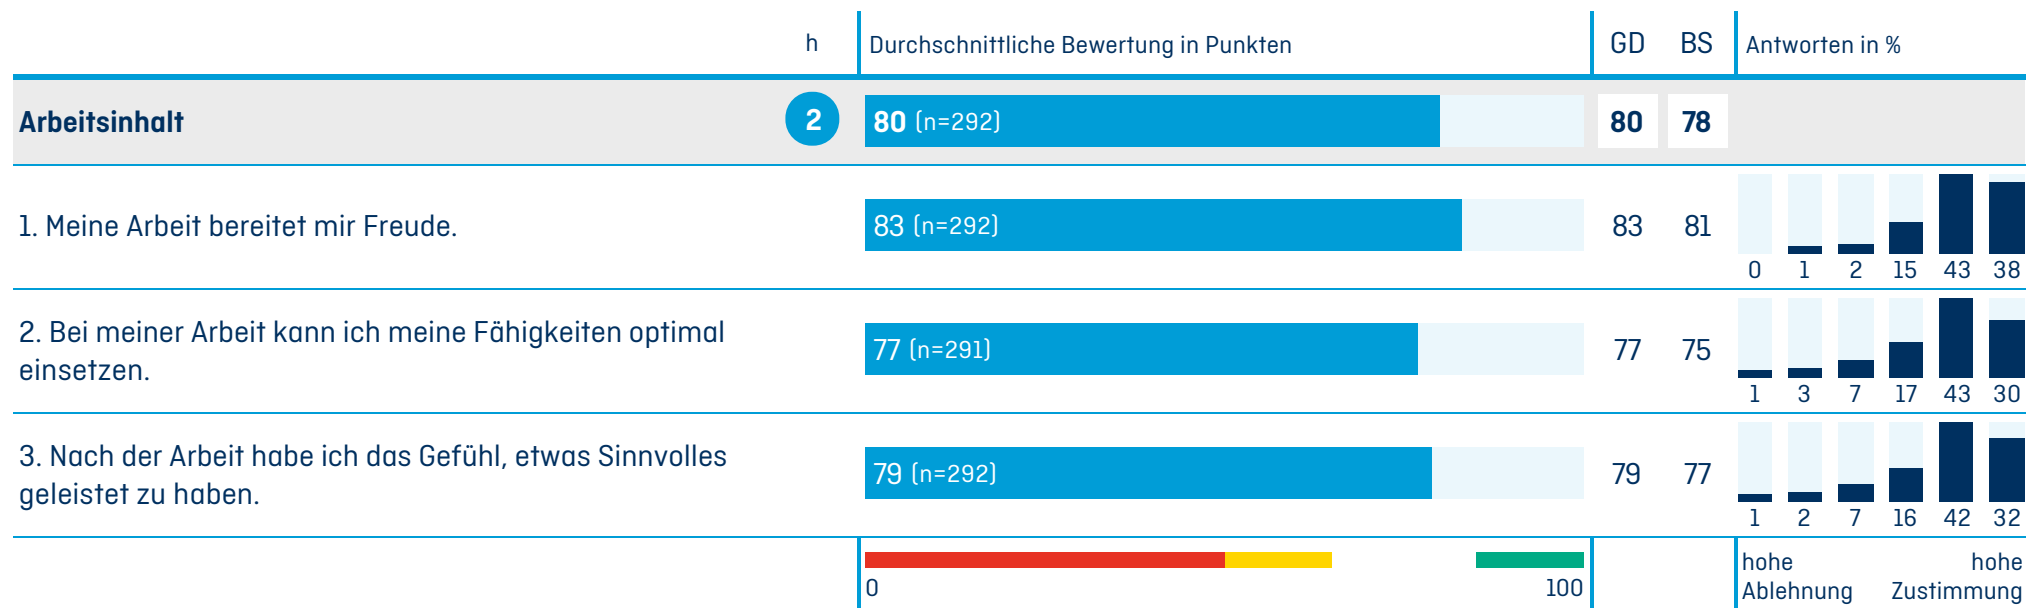 h Durchschnittliche Bewertung in Punkten GD BS Antworten in %
Arbeitsinhalt 2 80 (n=292) 80 78
1. Meine Arbeit bereitet mir Freude. 83 (n=292) 83 81
0 1 2 15 43 38
2. Bei meiner Arbeit kann ich meine Fähigkeiten optimal
einsetzen.
77 (n=291) 77 75
1 3 7 17 43 30
3. Nach der Arbeit habe ich das Gefühl, etwas Sinnvolles
geleistet zu haben.
79 (n=292) 79 77
1 2 7 16 42 32
0 100
hohe hohe
Ablehnung Zustimmung